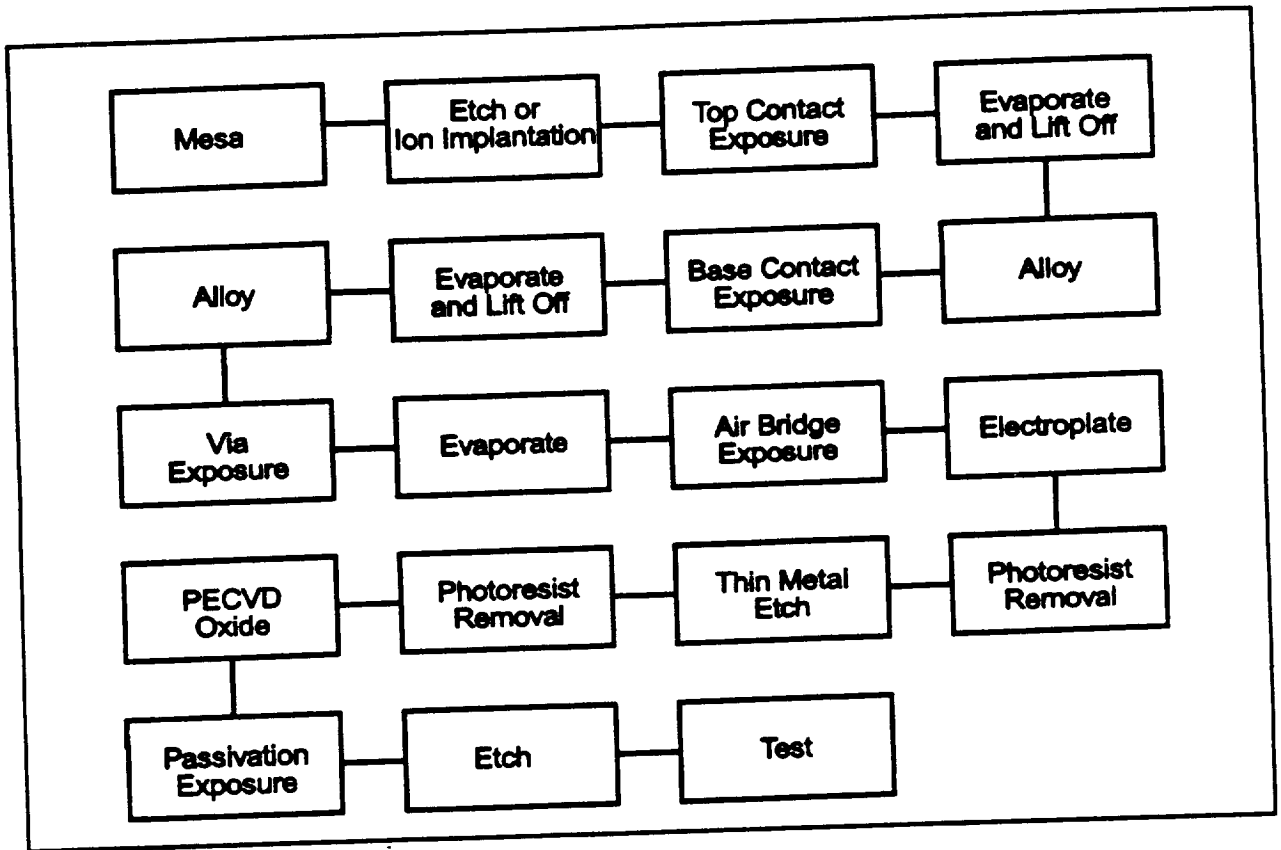 Mesa
Etch or
Ion Implantation
Top Contact
Exposure
Evaporate
and Lift Off
Alloy
Evaporate
and Lift Off
Base Contact
Exposure
Alloy
Via
Exposure
Evaporate
Air Bridge
Exposure
Electroplate
PECVD
Oxide
Photoresist
Removal
Thin Metal
Etch
Photoresist
Removal
Passivation
Exposure
Etch
Test